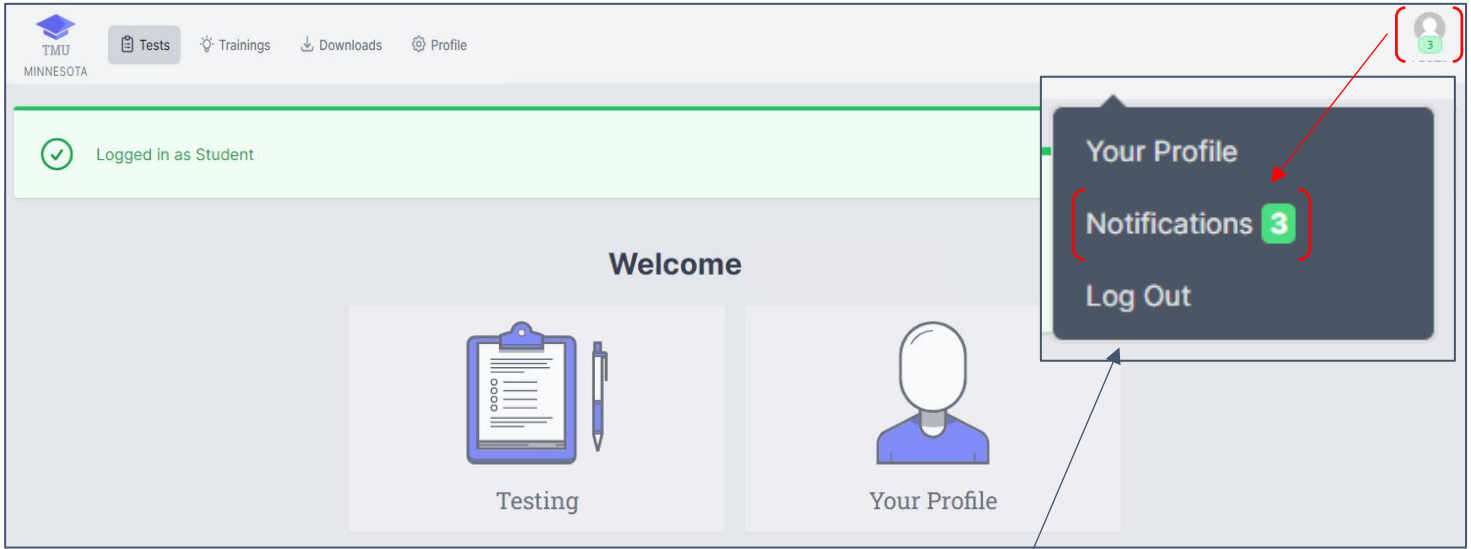 TMU
MINNESOTA
Tests Trainings Downloads Profile
3
Logged in as Student
Your Profile
Notifications 3
Log Out
Welcome
Testing
Your Profile